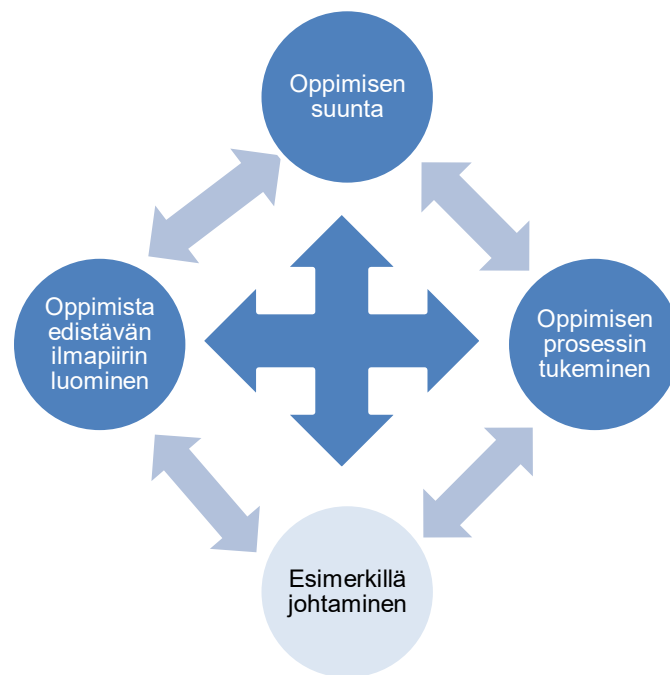 Oppimisen
suunta
Oppimista
edistävän
ilmapiirin
luominen
Oppimisen
prosessin
tukeminen
Esimerkillä
johtaminen